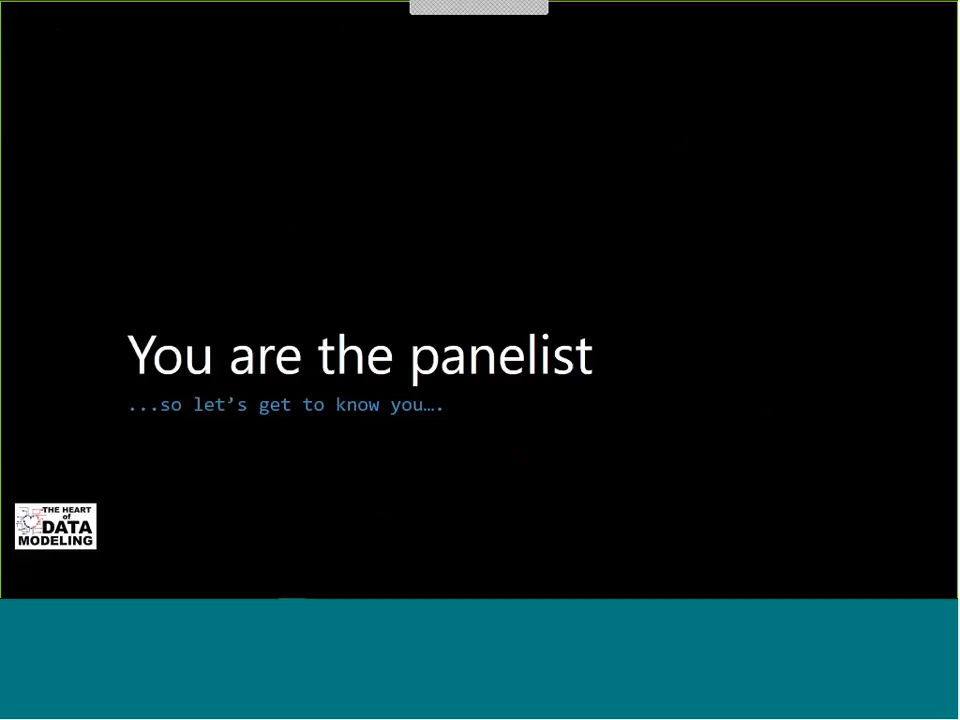 You are the panelist
...so let’s get to know you….
THE HEART
of
DATA
MODELING